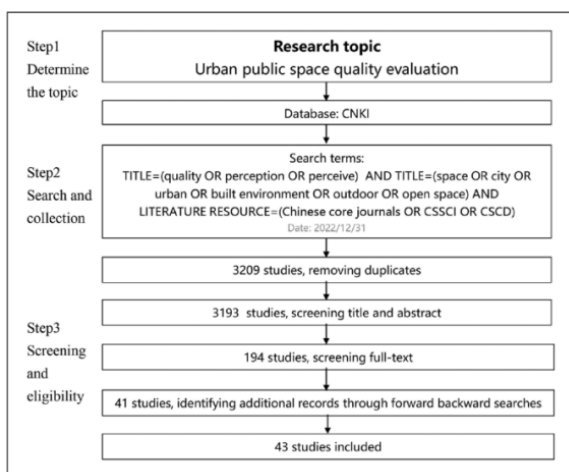 Step1
Determine
the topic
Research topic
Urban public space quality evaluation
Database: CNKI
Step2
Search and
collection
Search terms:
TITLE=(quality OR perception OR perceive) AND TITLE=(space OR city OR
urban OR built environment OR outdoor OR open space) AND
LITERATURE RESOURCE=(Chinese core journals OR CSSCI OR CSCD)
Date: 2022/12/31
3209 studies, removing duplicates
Step3
Screening
and
eligibility
3193 studies, screening title and abstract
194 studies, screening full-text
41 studies, identifying additional records through forward backward searches
43 studies included